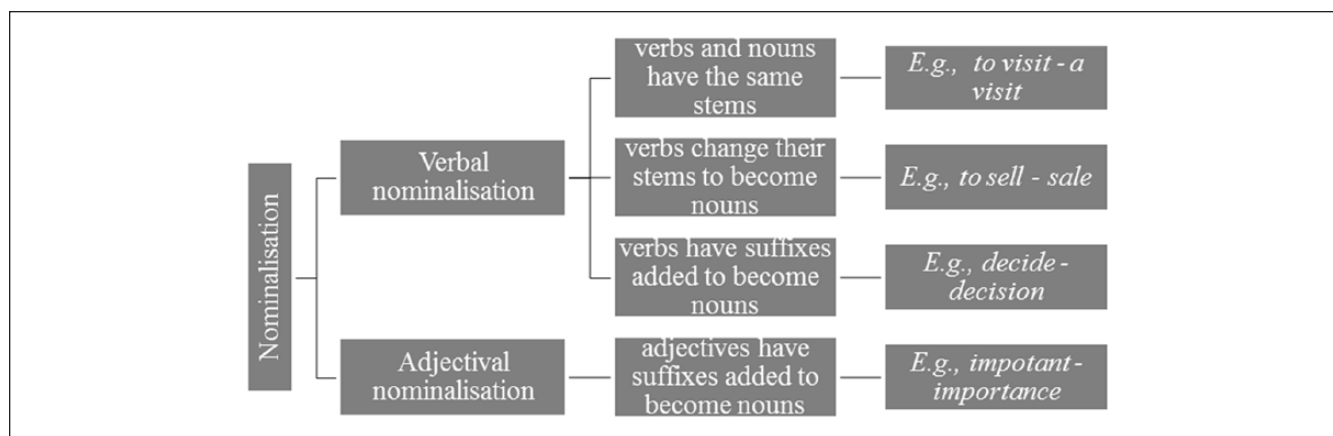 Nominalisation
Verbal
nominalisation
verbs and nouns
have the same
stems
E.g., to visit - a
visit
verbs change their
stems to become
nouns
E.g., to sell - sale
verbs have suffixes
added to become
nouns
E.g., decide -
decision
Adjectival
nominalisation
adjectives have
suffixes added to
become nouns
E.g., impotant -
importance